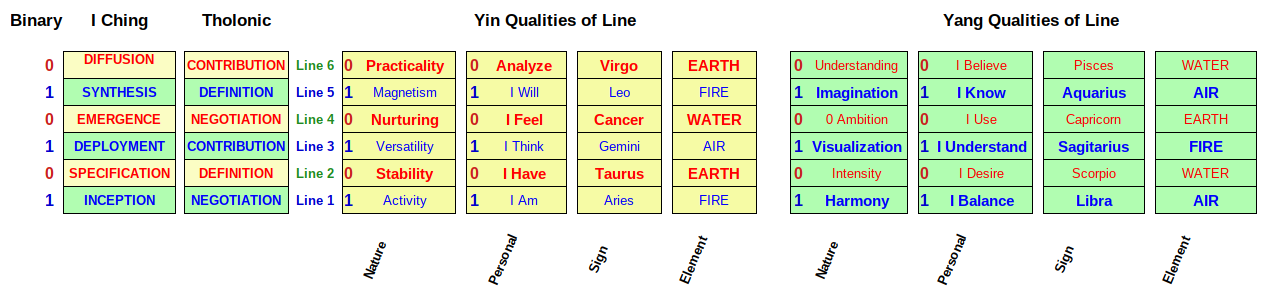 Binary I Ching Tholonic Yin Qualities of Line Yang Qualities of Line
0 DIFFUSION CONTRIBUTION Line 6 0 Practicality 0 Analyze Virgo EARTH 0 Understanding 0 I Believe Pisces WATER
1 SYNTHESIS DEFINITION Line 5 1 Magnetism 1 I Will Leo FIRE 1 Imagination 1 I Know Aquarius AIR
0 EMERGENCE NEGOTIATION Line 4 0 Nurturing 0 I Feel Cancer WATER 0 0 Ambition 0 I Use Capricorn EARTH
1 DEPLOYMENT CONTRIBUTION Line 3 1 Versatility 1 I Think Gemini AIR 1 Visualization 1 I Understand Sagitarius FIRE
0 SPECIFICATION DEFINITION Line 2 0 Stability 0 I Have Taurus EARTH 0 Intensity 0 I Desire Scorpio WATER
1 INCEPTION NEGOTIATION Line 1 1 Activity 1 I Am Aries FIRE 1 Harmony 1 I Balance Libra AIR
Nature Personal Sign Element Nature Personal Sign Element